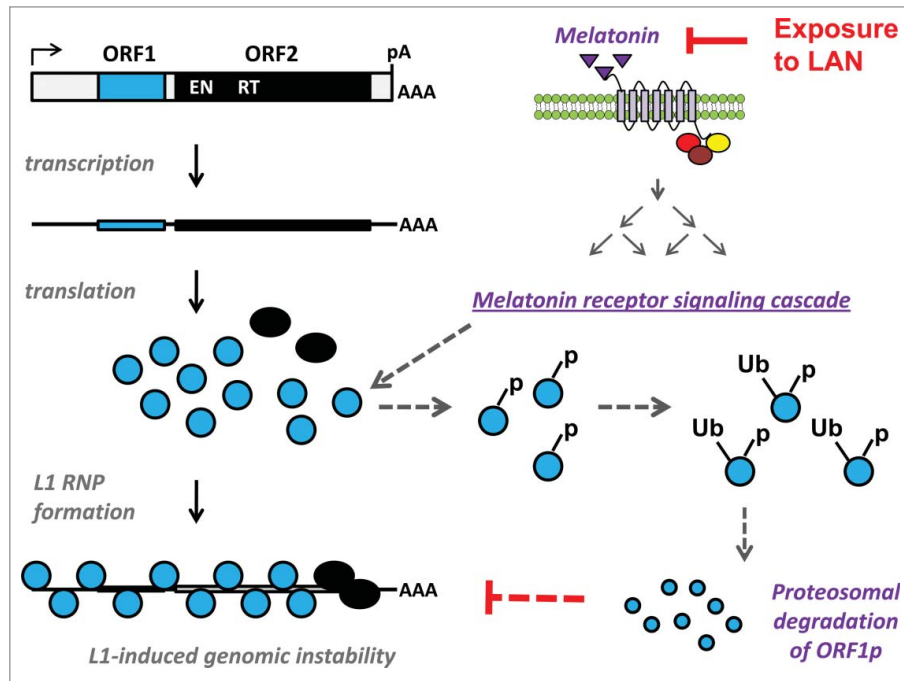 ORF1 ORF2 pA
EN RT AAA
Melatonin
Exposure
to LAN
transcription
AAA
translation
Melatonin receptor signaling cascade
p
p
p
Ub p
Ub p
Ub p
L1 RNP
formation
AAA
L1-induced genomic instability
Proteosomal
degradation
of ORF1p